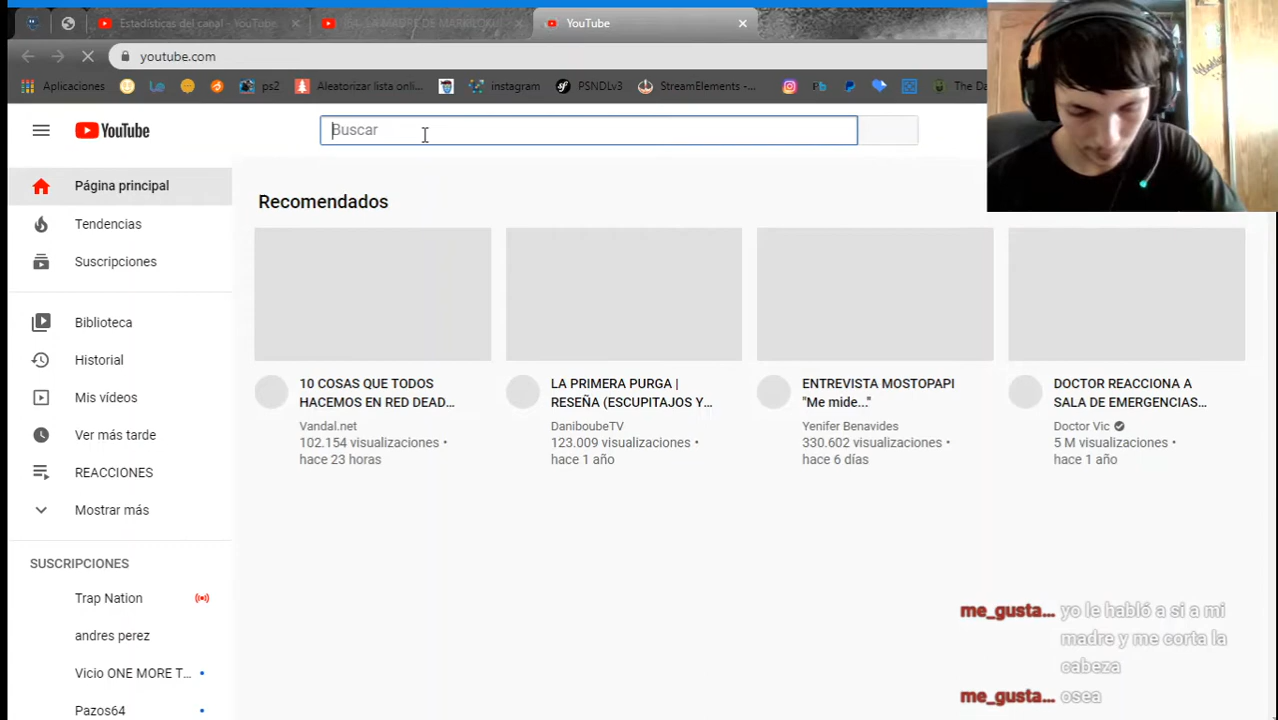 Estadísticas del canal - YouTube
YouTube
youtube.com
Aplicaciones
ps2
Aleatorizar lista onli...
instagram
PSNDLv3
StreamElements -...
Fb
The Da
YouTube
Buscar
Página principal
Tendencias
Suscripciones
Biblioteca
Historial
Mis vídeos
Ver más tarde
REACCIONES
Mostrar más
SUSCRIPCIONES
Trap Nation
andres perez
Vicio ONE MORE T...
Pazos64
Recomendados
10 COSAS QUE TODOS
HACEMOS EN RED DEAD...
Vandal.net
102.154 visualizaciones •
hace 23 horas
LA PRIMERA PURGA |
RESEÑA (ESCUPITAJOS Y...
DaniboubeTV
123.009 visualizaciones •
hace 1 año
ENTREVISTA MOSTOPAPI
"Me mide..."
Yenifer Benavides
330.602 visualizaciones •
hace 6 días
DOCTOR REACCIONA A
SALA DE EMERGENCIAS...
Doctor Vic
5 M visualizaciones •
hace 1 año
me_gusta... yo le habló a si a mi
madre y me corta la
cabeza
me_gusta... osea